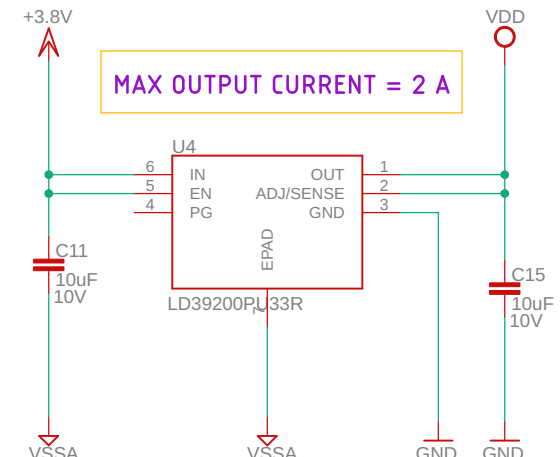 +3.8V
VDD
MAX OUTPUT CURRENT = 2 A
U4
6 IN OUT 1
5 EN ADJ/SENSE 2
4 PG GND 3
EPAD
C11
10uF
10V
C15
10uF
10V
LD39200PU33R
7
VSSA
VSSA
GND
GND